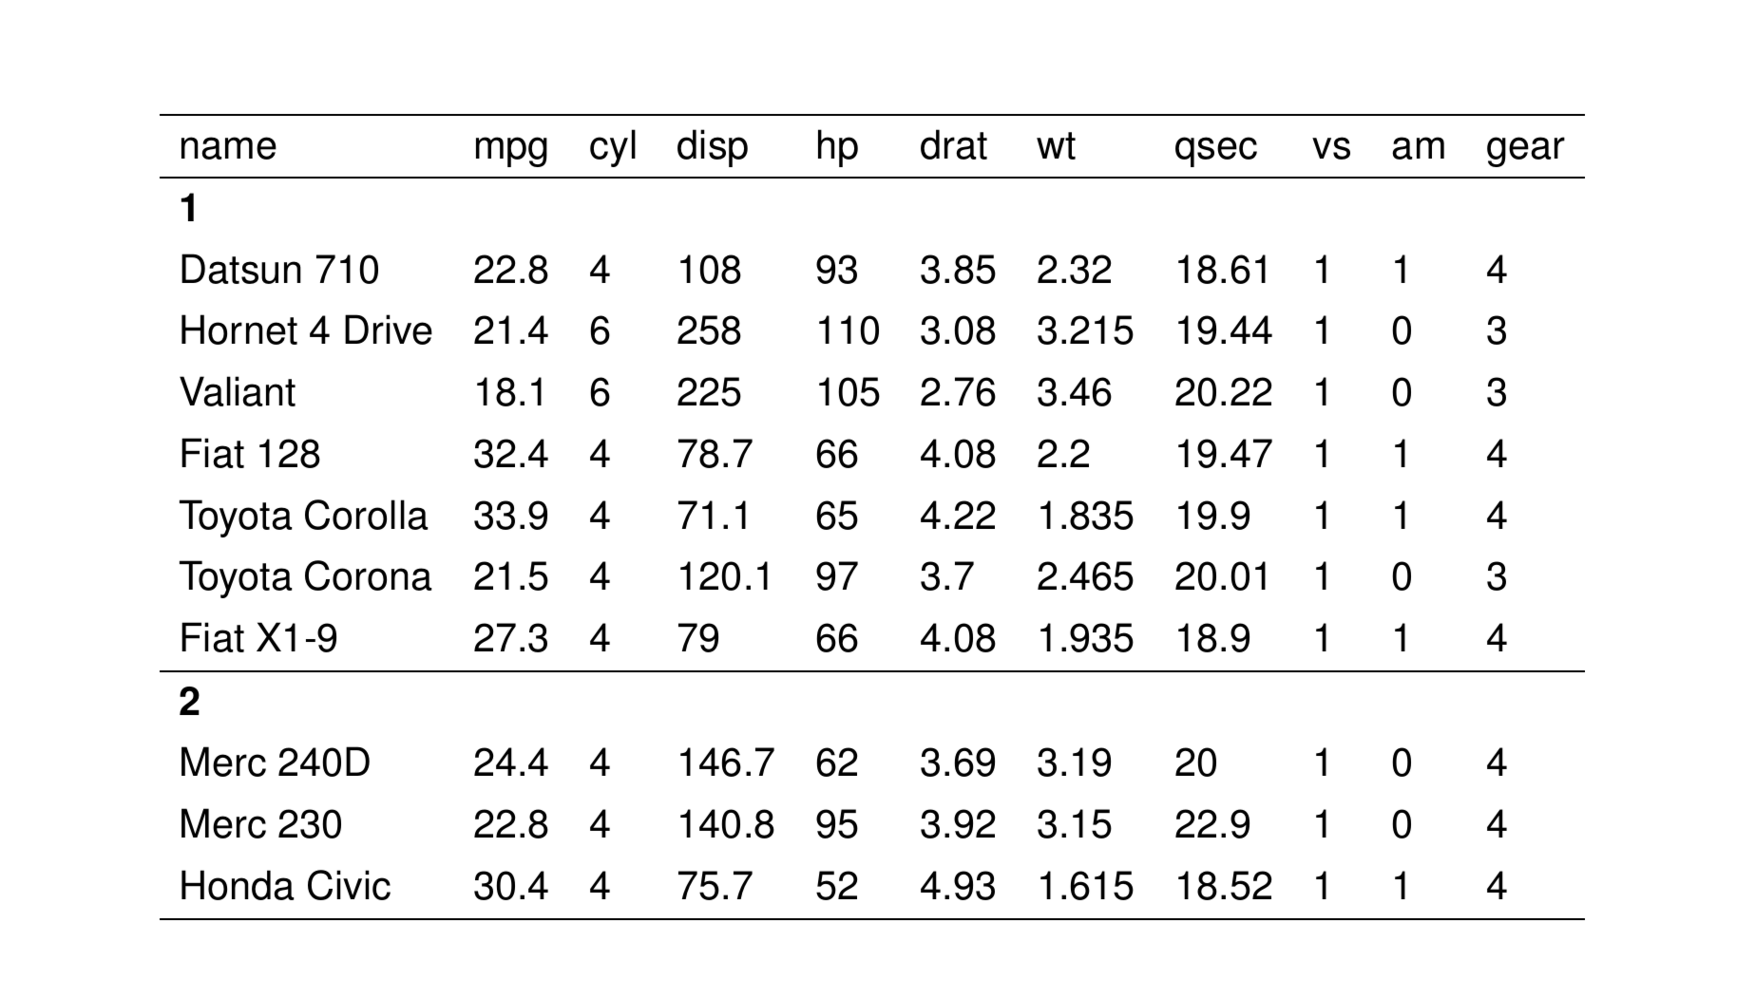 name mpg cyl disp hp drat wt qsec vs am gear
1
Datsun 710 22.8 4 108 93 3.85 2.32 18.61 1 1 4
Hornet 4 Drive 21.4 6 258 110 3.08 3.215 19.44 1 0 3
Valiant 18.1 6 225 105 2.76 3.46 20.22 1 0 3
Fiat 128 32.4 4 78.7 66 4.08 2.2 19.47 1 1 4
Toyota Corolla 33.9 4 71.1 65 4.22 1.835 19.9 1 1 4
Toyota Corona 21.5 4 120.1 97 3.7 2.465 20.01 1 0 3
Fiat X1-9 27.3 4 79 66 4.08 1.935 18.9 1 1 4
2
Merc 240D 24.4 4 146.7 62 3.69 3.19 20 1 0 4
Merc 230 22.8 4 140.8 95 3.92 3.15 22.9 1 0 4
Honda Civic 30.4 4 75.7 52 4.93 1.615 18.52 1 1 4